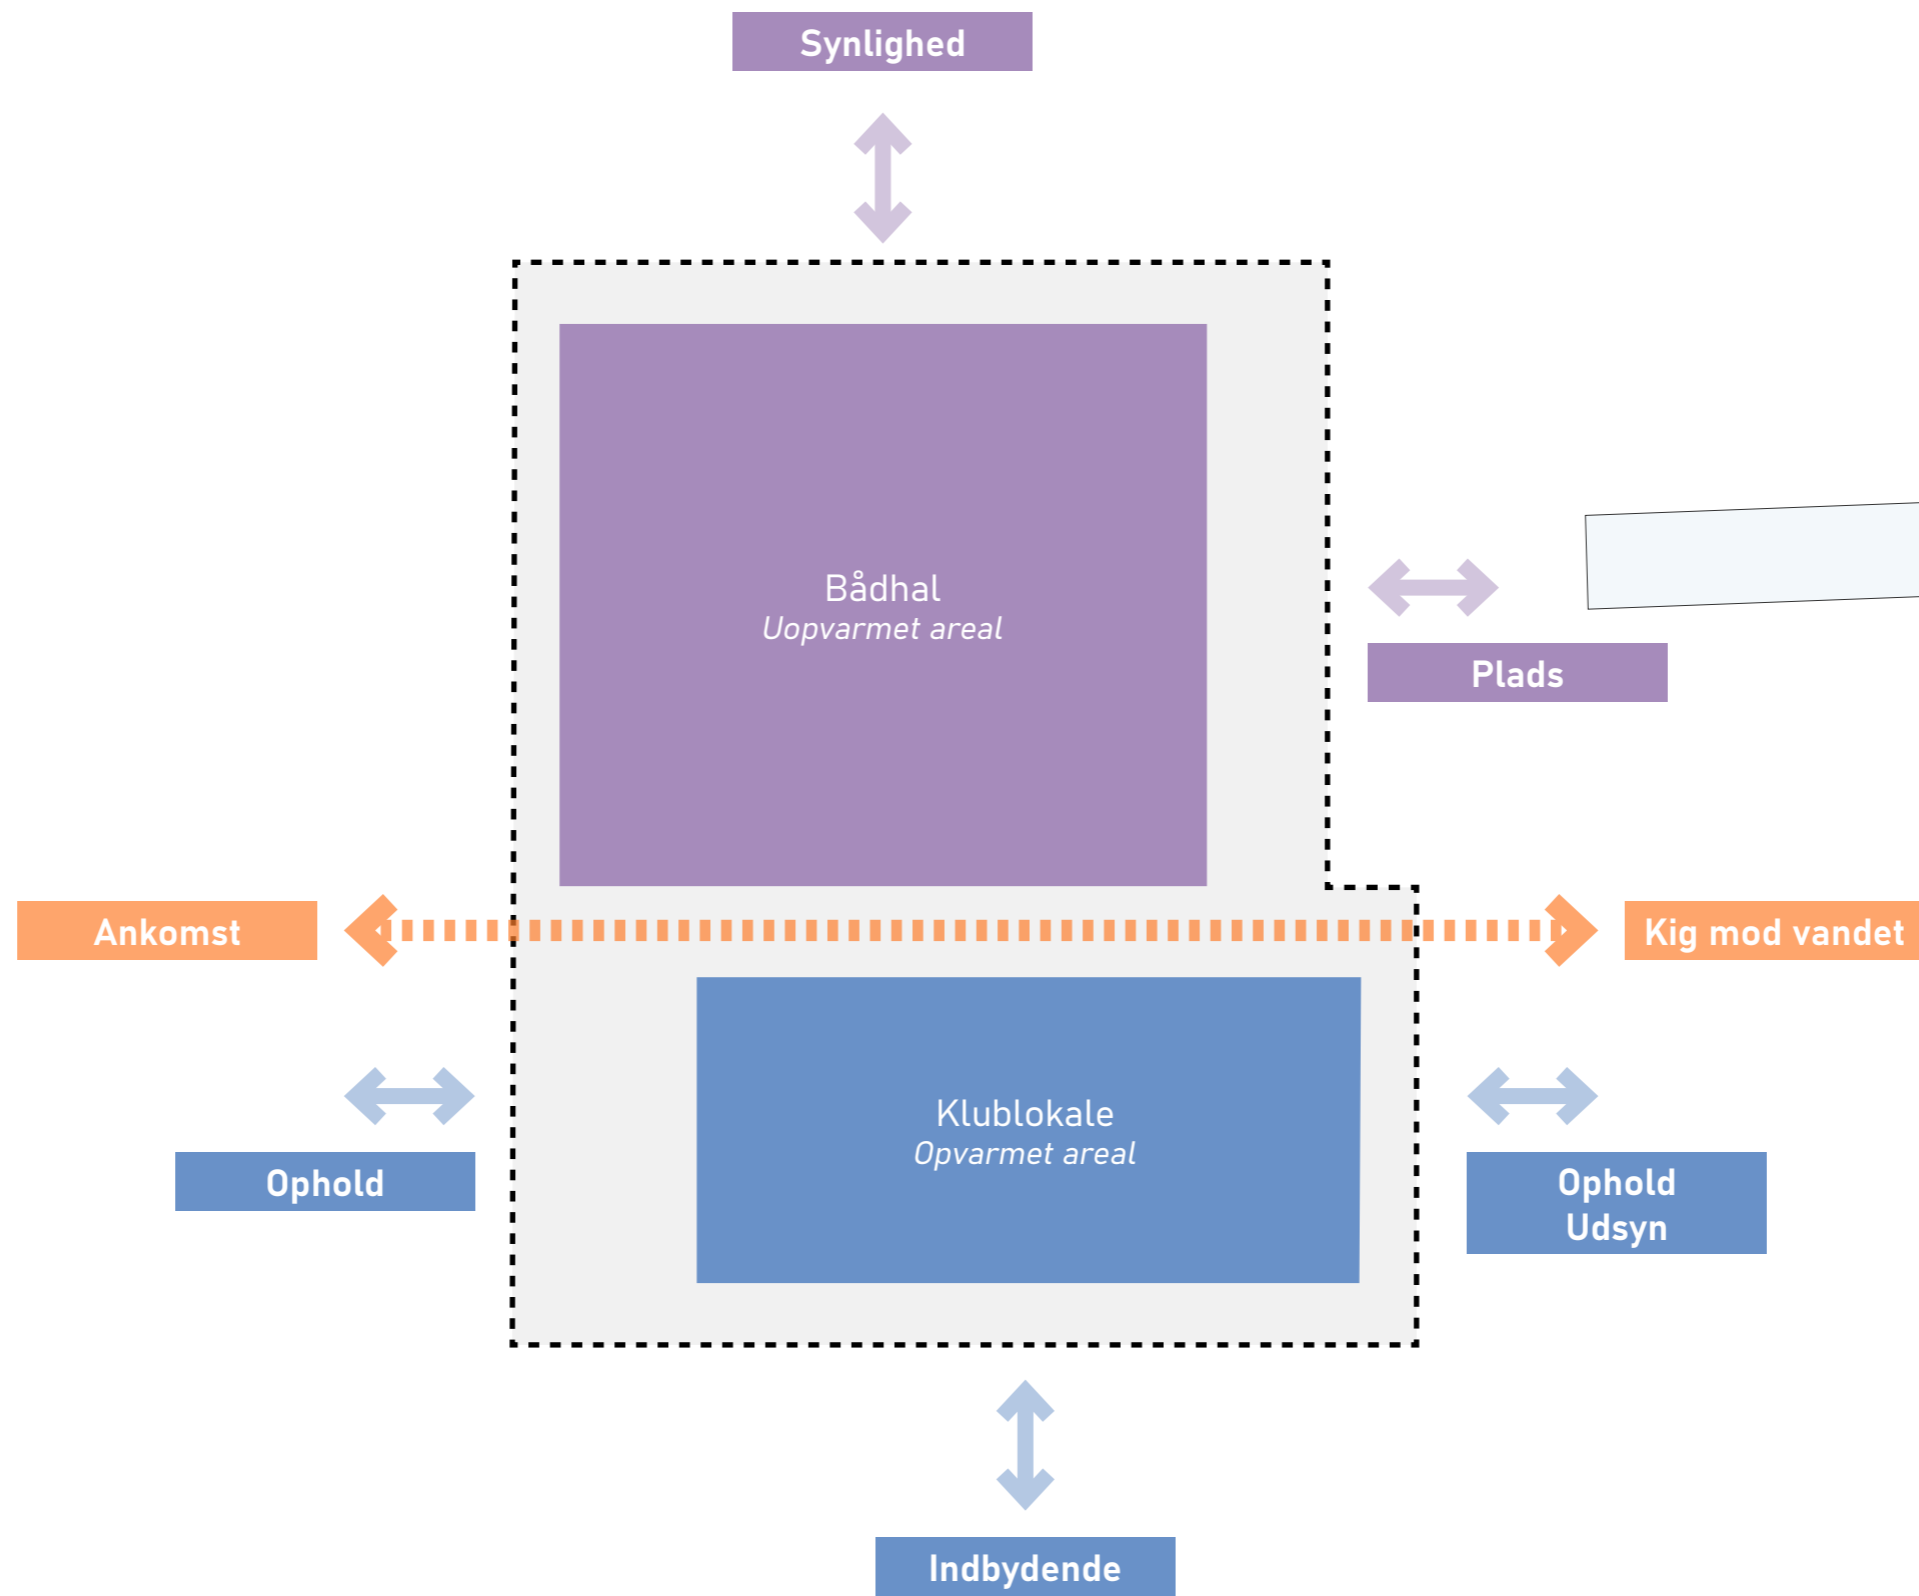 Synlighed
Bådhal
Uopvarmet areal
Plads
Ankomst
Kig mod vandet
Klublokale
Opvarmet areal
Ophold
Ophold
Udsyn
Indbydende